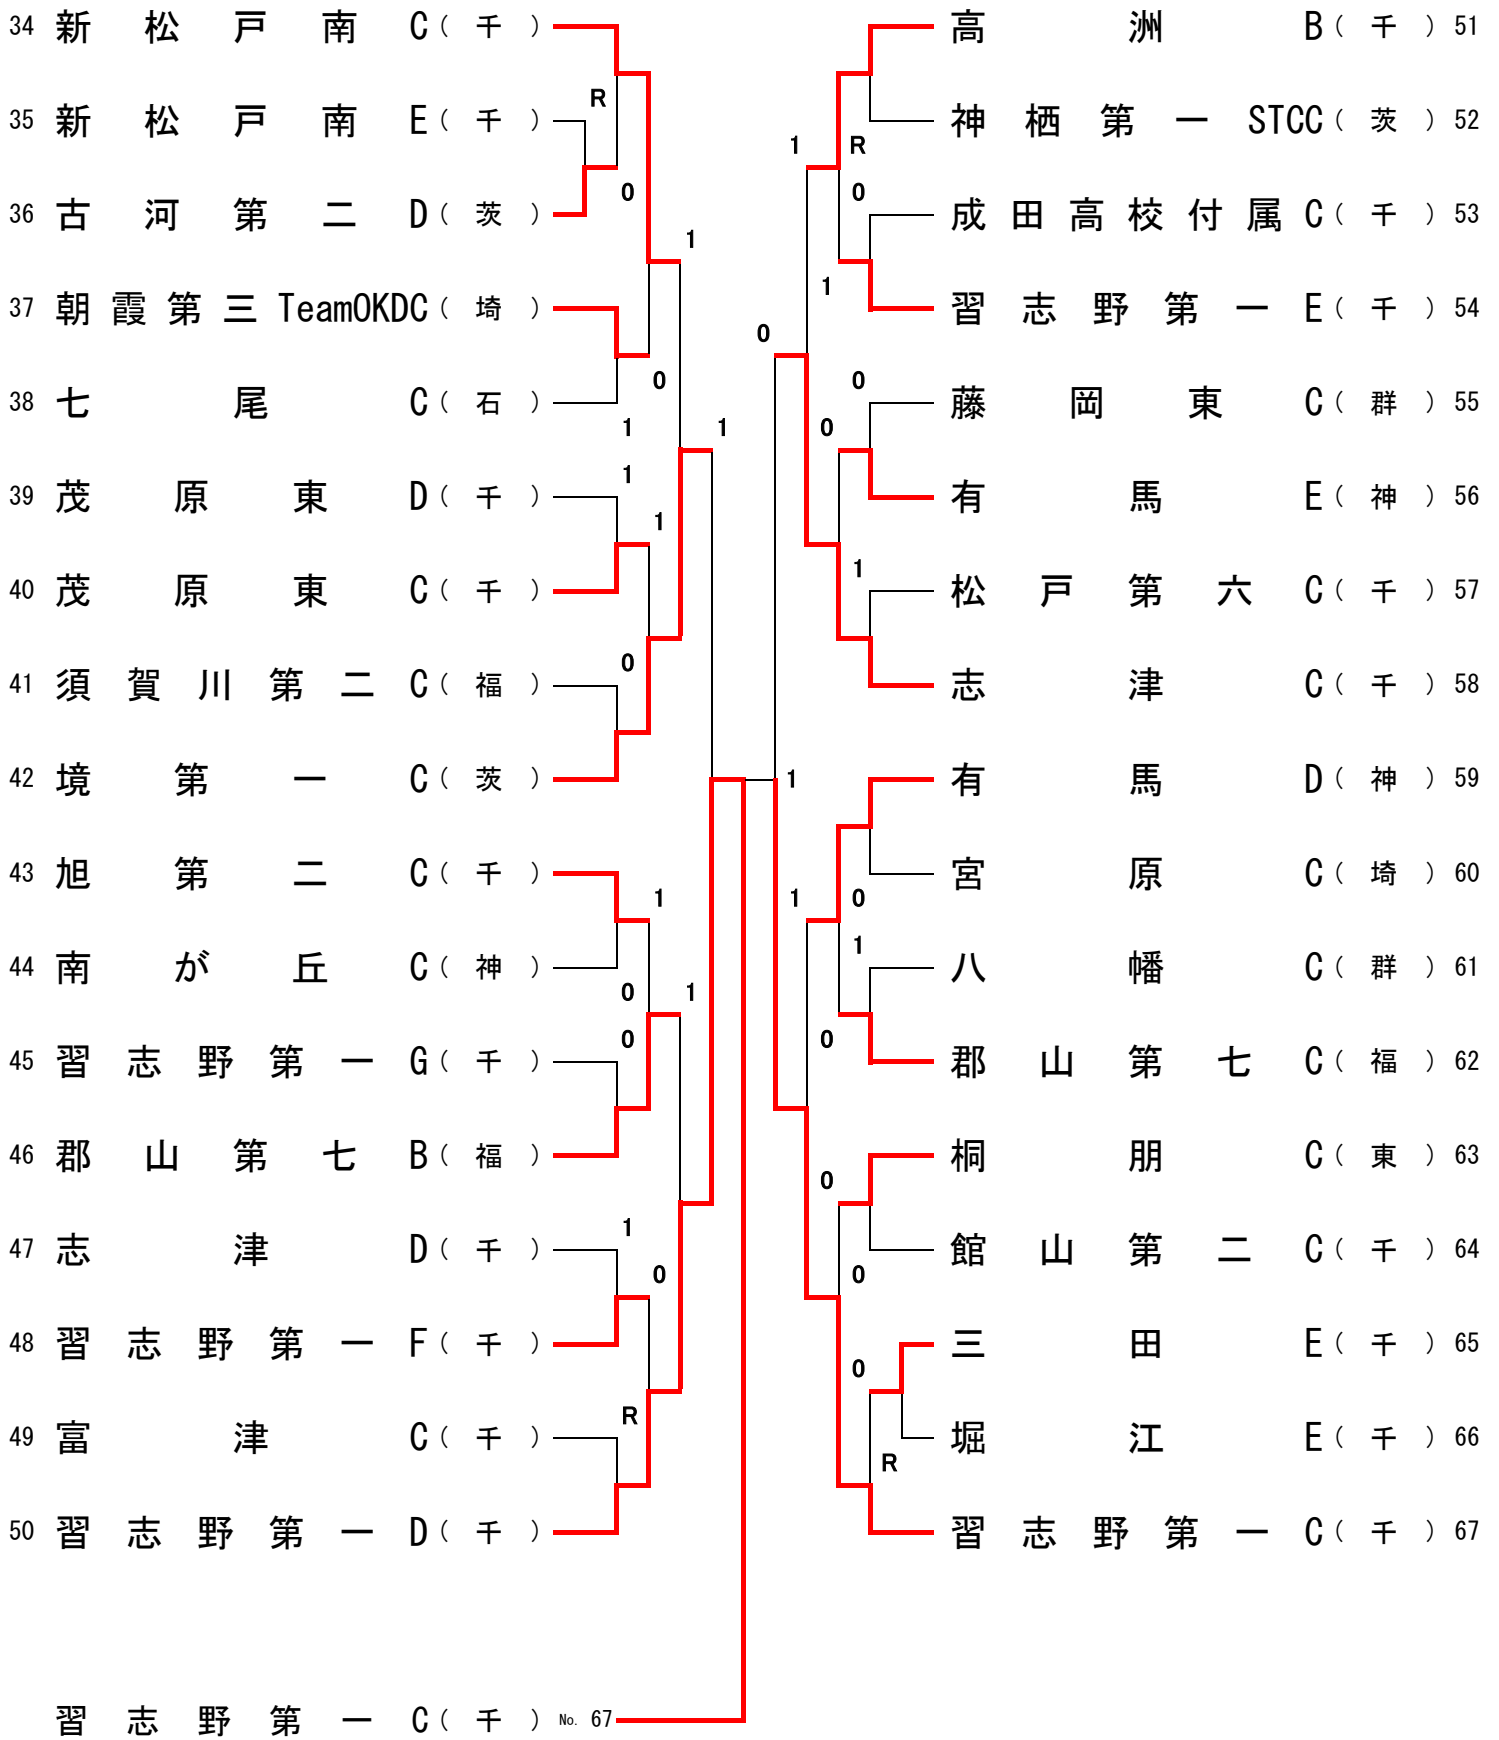 34 新松戸南 C（千）
35 新松戸南 E（千）
36 古河第二 D（茨）
37 朝霞第三 TeamOKDC（埼）
38 七尾 C（石）
39 茂原東 D（千）
40 茂原東 C（千）
41 須賀川第二 C（福）
42 境第一 C（茨）
43 旭第二 C（千）
44 南が丘 C（神）
45 習志野第一 G（千）
46 郡山第七 B（福）
47 志津 D（千）
48 習志野第一 F（千）
49 富津 C（千）
50 習志野第一 D（千）
習志野第一 C（千） No. 67
R
0
1
0
1
1
1
1
0
1
0
1
0
1
0
R
0
1
1
R
0
1
0
0
1
1
1
0
1
0
0
0
0
R
高洲 B（千） 51
神栖第一 STCC（茨） 52
成田高校付属 C（千） 53
習志野第一 E（千） 54
藤岡東 C（群） 55
有馬 E（神） 56
松戸第六 C（千） 57
志津 C（千） 58
有馬 D（神） 59
宮原 C（埼） 60
八幡 C（群） 61
郡山第七 C（福） 62
桐朋 C（東） 63
館山第二 C（千） 64
三田 E（千） 65
堀江 E（千） 66
習志野第一 C（千） 67